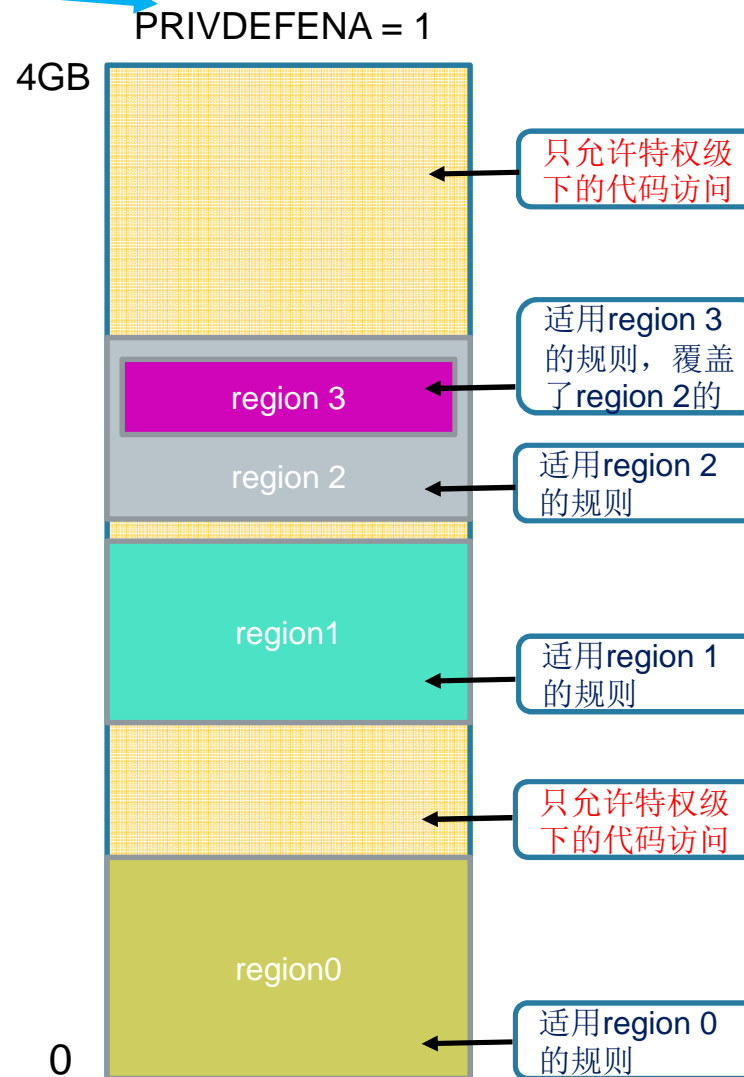 PRIVDEFENA = 1
4GB
只允许特权级
下的代码访问
适用region 3
的规则，覆盖
了region 2的
region 3
适用region 2
的规则
region 2
region1
适用region 1
的规则
只允许特权级
下的代码访问
region0
适用region 0
的规则
0